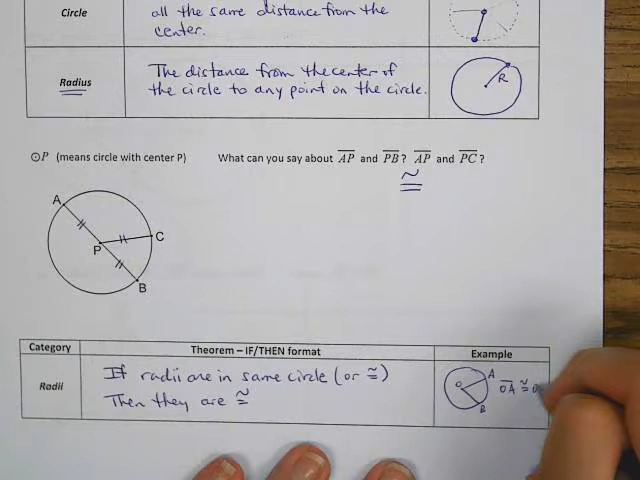 Circle
all the same distance from the
center.
Radius
The distance from the center of
the circle to any point on the circle.
R
⊙P (means circle with center P) What can you say about AP and PB? AP and PC?
≅
A
P
C
B
Category Theorem – IF/THEN format Example
Radii
If radii are in same circle (or ≅)
Then they are ≅
O A
B
OA ≅ O